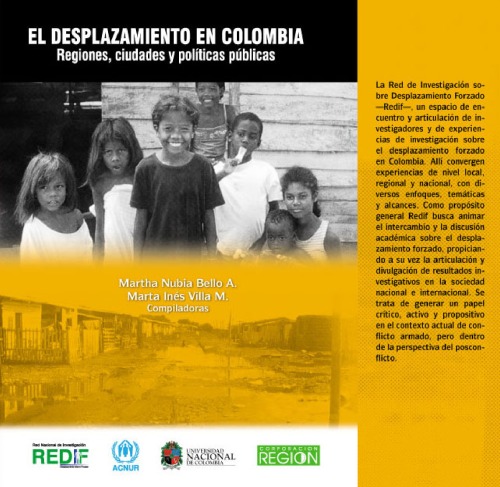 EL DESPLAZAMIENTO EN COLOMBIA
Regiones, ciudades y políticas públicas
Martha Nubia Bello A.
Marta Inés Villa M.
Compiladoras
Red Nacional de Investigación
REDIF
ACNUR
UNIVERSIDAD
NACIONAL
DE COLOMBIA
CORPORACION
REGIÓN
La Red de Investigación so-
bre Desplazamiento Forzado
—Redif—, un espacio de en-
cuentro y articulación de in-
vestigadores y de experien-
cias de investigación sobre
el desplazamiento forzado
en Colombia. Allí convergen
experiencias de nivel local,
regional y nacional, con di-
versos enfoques, temáticas
y alcances. Como propósito
general Redif busca animar
el intercambio y la discusión
académica sobre el despla-
zamiento forzado, propician-
do a su vez la articulación y
divulgación de resultados in-
vestigativos en la sociedad
nacional e internacional. Se
trata de generar un papel
crítico, activo y propositivo
en el contexto actual de con-
flicto armado, pero dentro
de la perspectiva del poscon-
flicto.